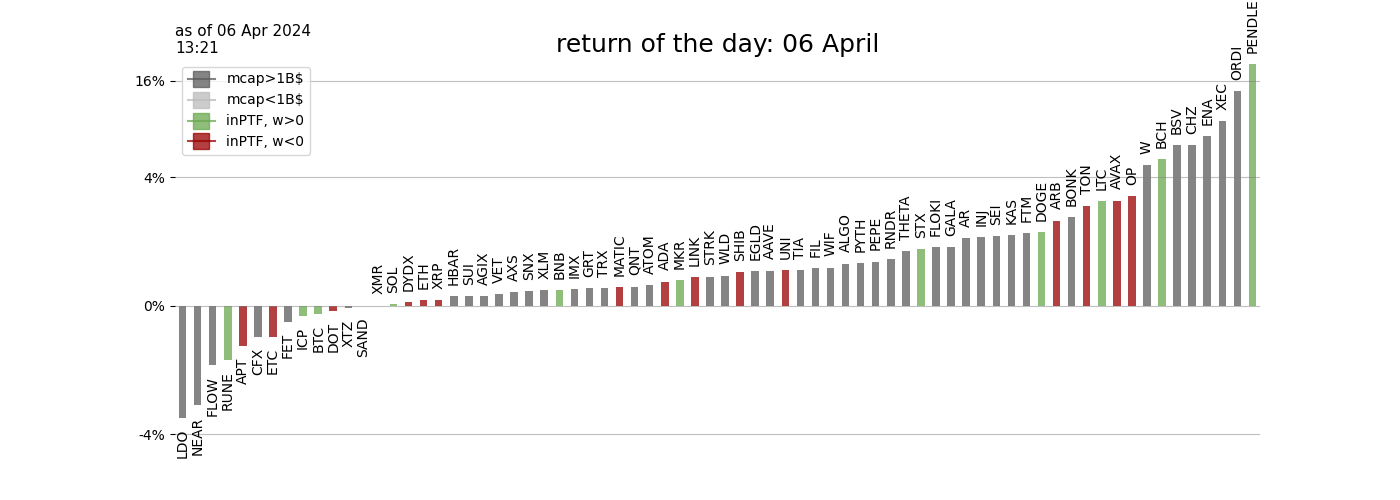 as of 06 Apr 2024
13:21
return of the day: 06 April
mcap>1B$
mcap<1B$
inPTF, w>0
inPTF, w<0
16%
4%
0%
-4%
LDO
NEAR
FLOW
RUNE
APT
CFX
ETC
FET
ICP
BTC
DOT
XTZ
SAND
XMR
SOL
DYDX
ETH
XRP
HBAR
SUI
AGIX
VET
AXS
SNX
XLM
BNB
IMX
GRT
TRX
MATIC
QNT
ATOM
ADA
MKR
LINK
STRK
WLD
SHIB
EGLD
AAVE
UNI
TIA
FIL
WIF
ALGO
PYTH
PEPE
RNDR
THETA
STX
FLOKI
GALA
AR
INJ
SEI
KAS
FTM
DOGE
ARB
BONK
TON
LTC
AVAX
OP
W
BCH
BSV
CHZ
ENA
XEC
ORDI
PENDLE